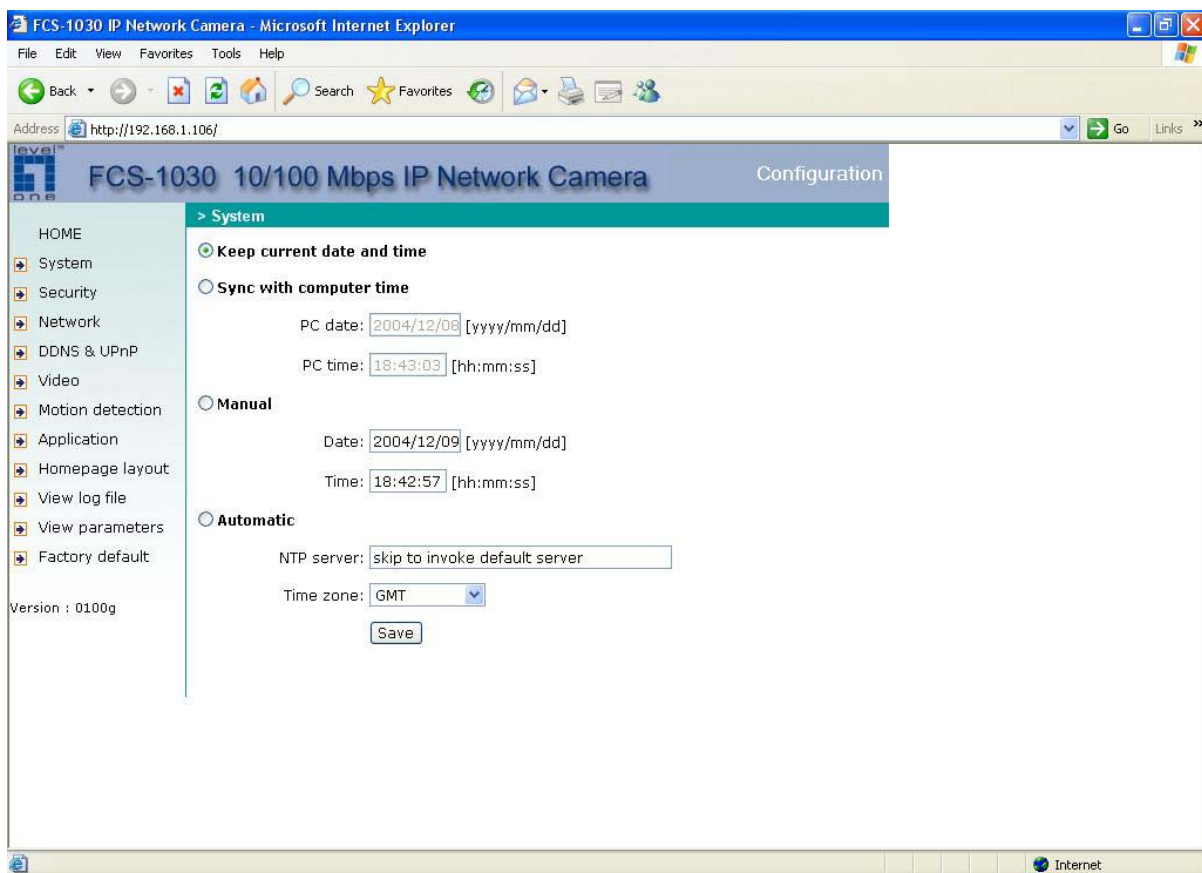 FCS-1030 IP Network Camera - Microsoft Internet Explorer
File Edit View Favorites Tools Help
Back Search Favorites
Address http://192.168.1.106/ Go Links »
level™
one
FCS-1030 10/100 Mbps IP Network Camera Configuration
> System
HOME
System
Security
Network
DDNS & UPnP
Video
Motion detection
Application
Homepage layout
View log file
View parameters
Factory default
Version : 0100g
Keep current date and time
Sync with computer time
PC date: 2004/12/08 [yyyy/mm/dd]
PC time: 18:43:03 [hh:mm:ss]
Manual
Date: 2004/12/09 [yyyy/mm/dd]
Time: 18:42:57 [hh:mm:ss]
Automatic
NTP server: skip to invoke default server
Time zone: GMT
Save
Internet